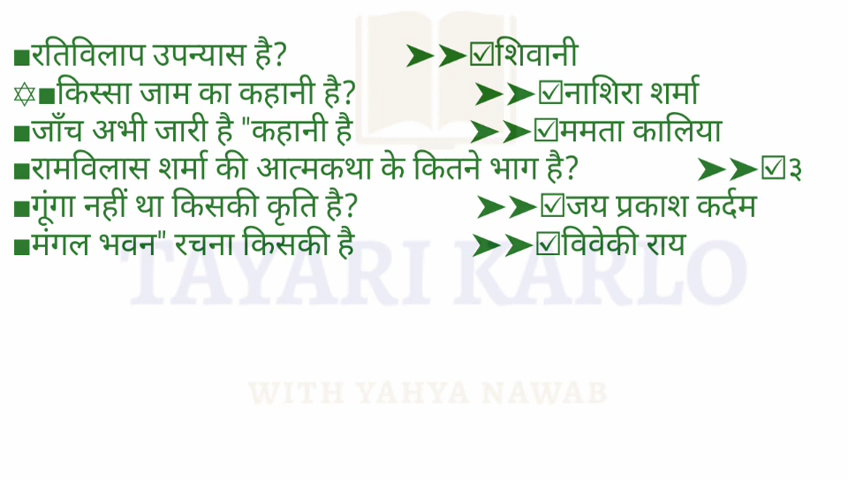 ■रतिविलाप उपन्यास है? ➤➤☑शिवानी
✡■किस्सा जाम का कहानी है? ➤➤☑नाशिरा शर्मा
■जाँच अभी जारी है "कहानी है ➤➤☑ममता कालिया
■रामविलास शर्मा की आत्मकथा के कितने भाग है? ➤➤☑३
■गूंगा नहीं था किसकी कृति है? ➤➤☑जय प्रकाश कर्दम
■मंगल भवन" रचना किसकी है ➤➤☑विवेकी राय
TAYARI KARLO
WITH YAHYA NAWAB